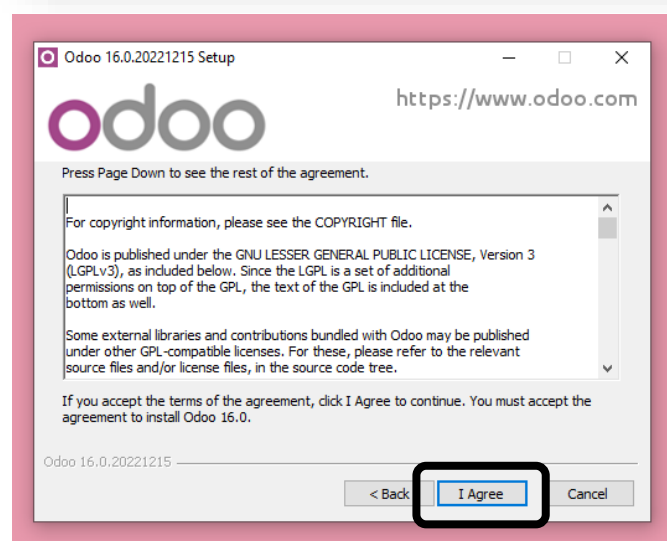 Odoo 16.0.20221215 Setup
odoo
https://www.odoo.com
Press Page Down to see the rest of the agreement.
For copyright information, please see the COPYRIGHT file.
Odoo is published under the GNU LESSER GENERAL PUBLIC LICENSE, Version 3
(LGPLv3), as included below. Since the LGPL is a set of additional
permissions on top of the GPL, the text of the GPL is included at the
bottom as well.
Some external libraries and contributions bundled with Odoo may be published
under other GPL-compatible licenses. For these, please refer to the relevant
source files and/or license files, in the source code tree.
If you accept the terms of the agreement, click I Agree to continue. You must accept the
agreement to install Odoo 16.0.
Odoo 16.0.20221215
< Back
I Agree
Cancel